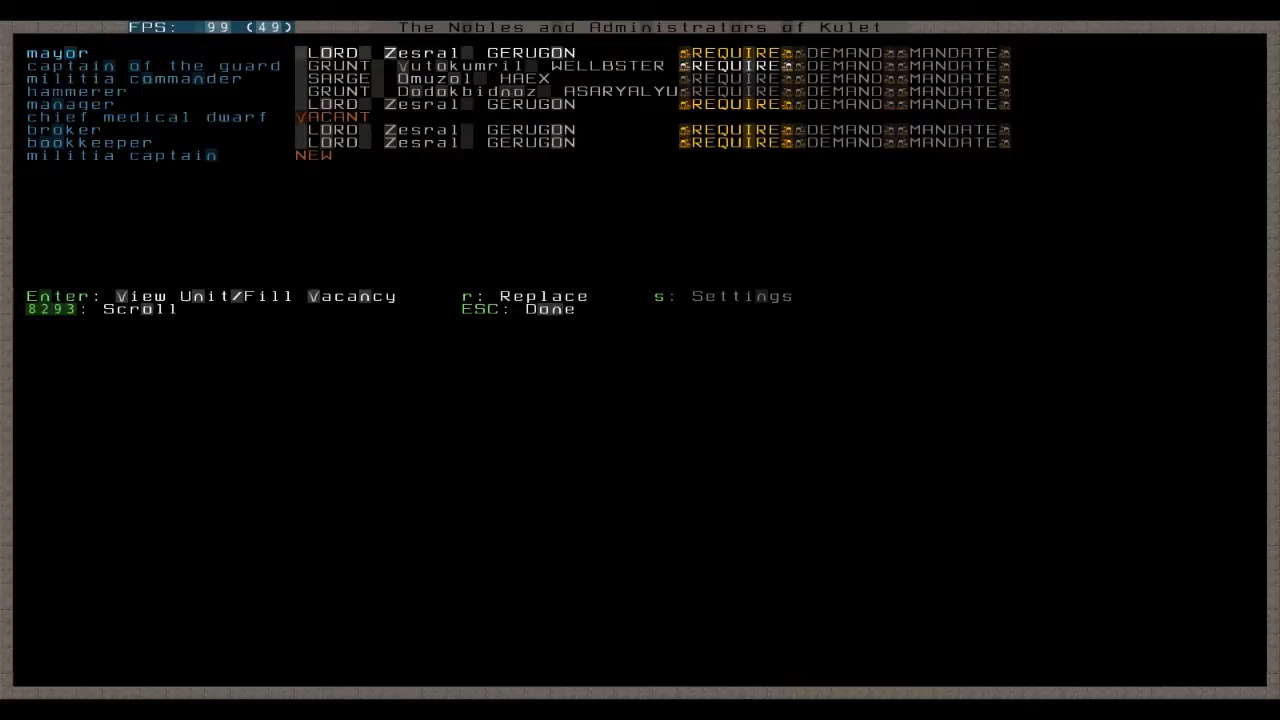 FPS: 99 (49) The Nobles and Administrators of Kulet
mayor LORD Zesral GERUGON REQUIRE DEMAND MANDATE
captain of the guard GRUNT Vutokumril WELLBSTER REQUIRE DEMAND MANDATE
militia commander SARGE Omuzol HAEX REQUIRE DEMAND MANDATE
hammerer GRUNT Dodokbidnoz ASARYALYU REQUIRE DEMAND MANDATE
manager LORD Zesral GERUGON REQUIRE DEMAND MANDATE
chief medical dwarf VACANT
broker LORD Zesral GERUGON REQUIRE DEMAND MANDATE
bookkeeper LORD Zesral GERUGON REQUIRE DEMAND MANDATE
militia captain NEW
Enter: View Unit/Fill Vacancy r: Replace s: Settings
8293: Scroll ESC: Done